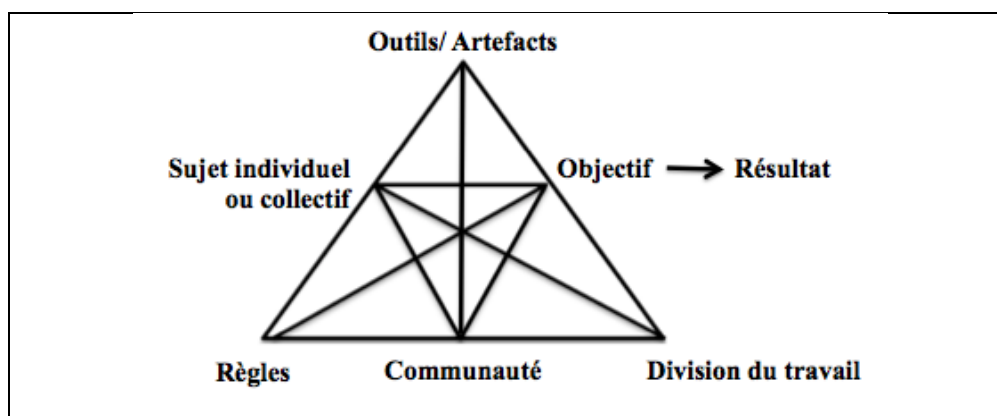 Outils/ Artefacts
Sujet individuel
ou collectif
Objectif
Résultat
Règles
Communauté
Division du travail